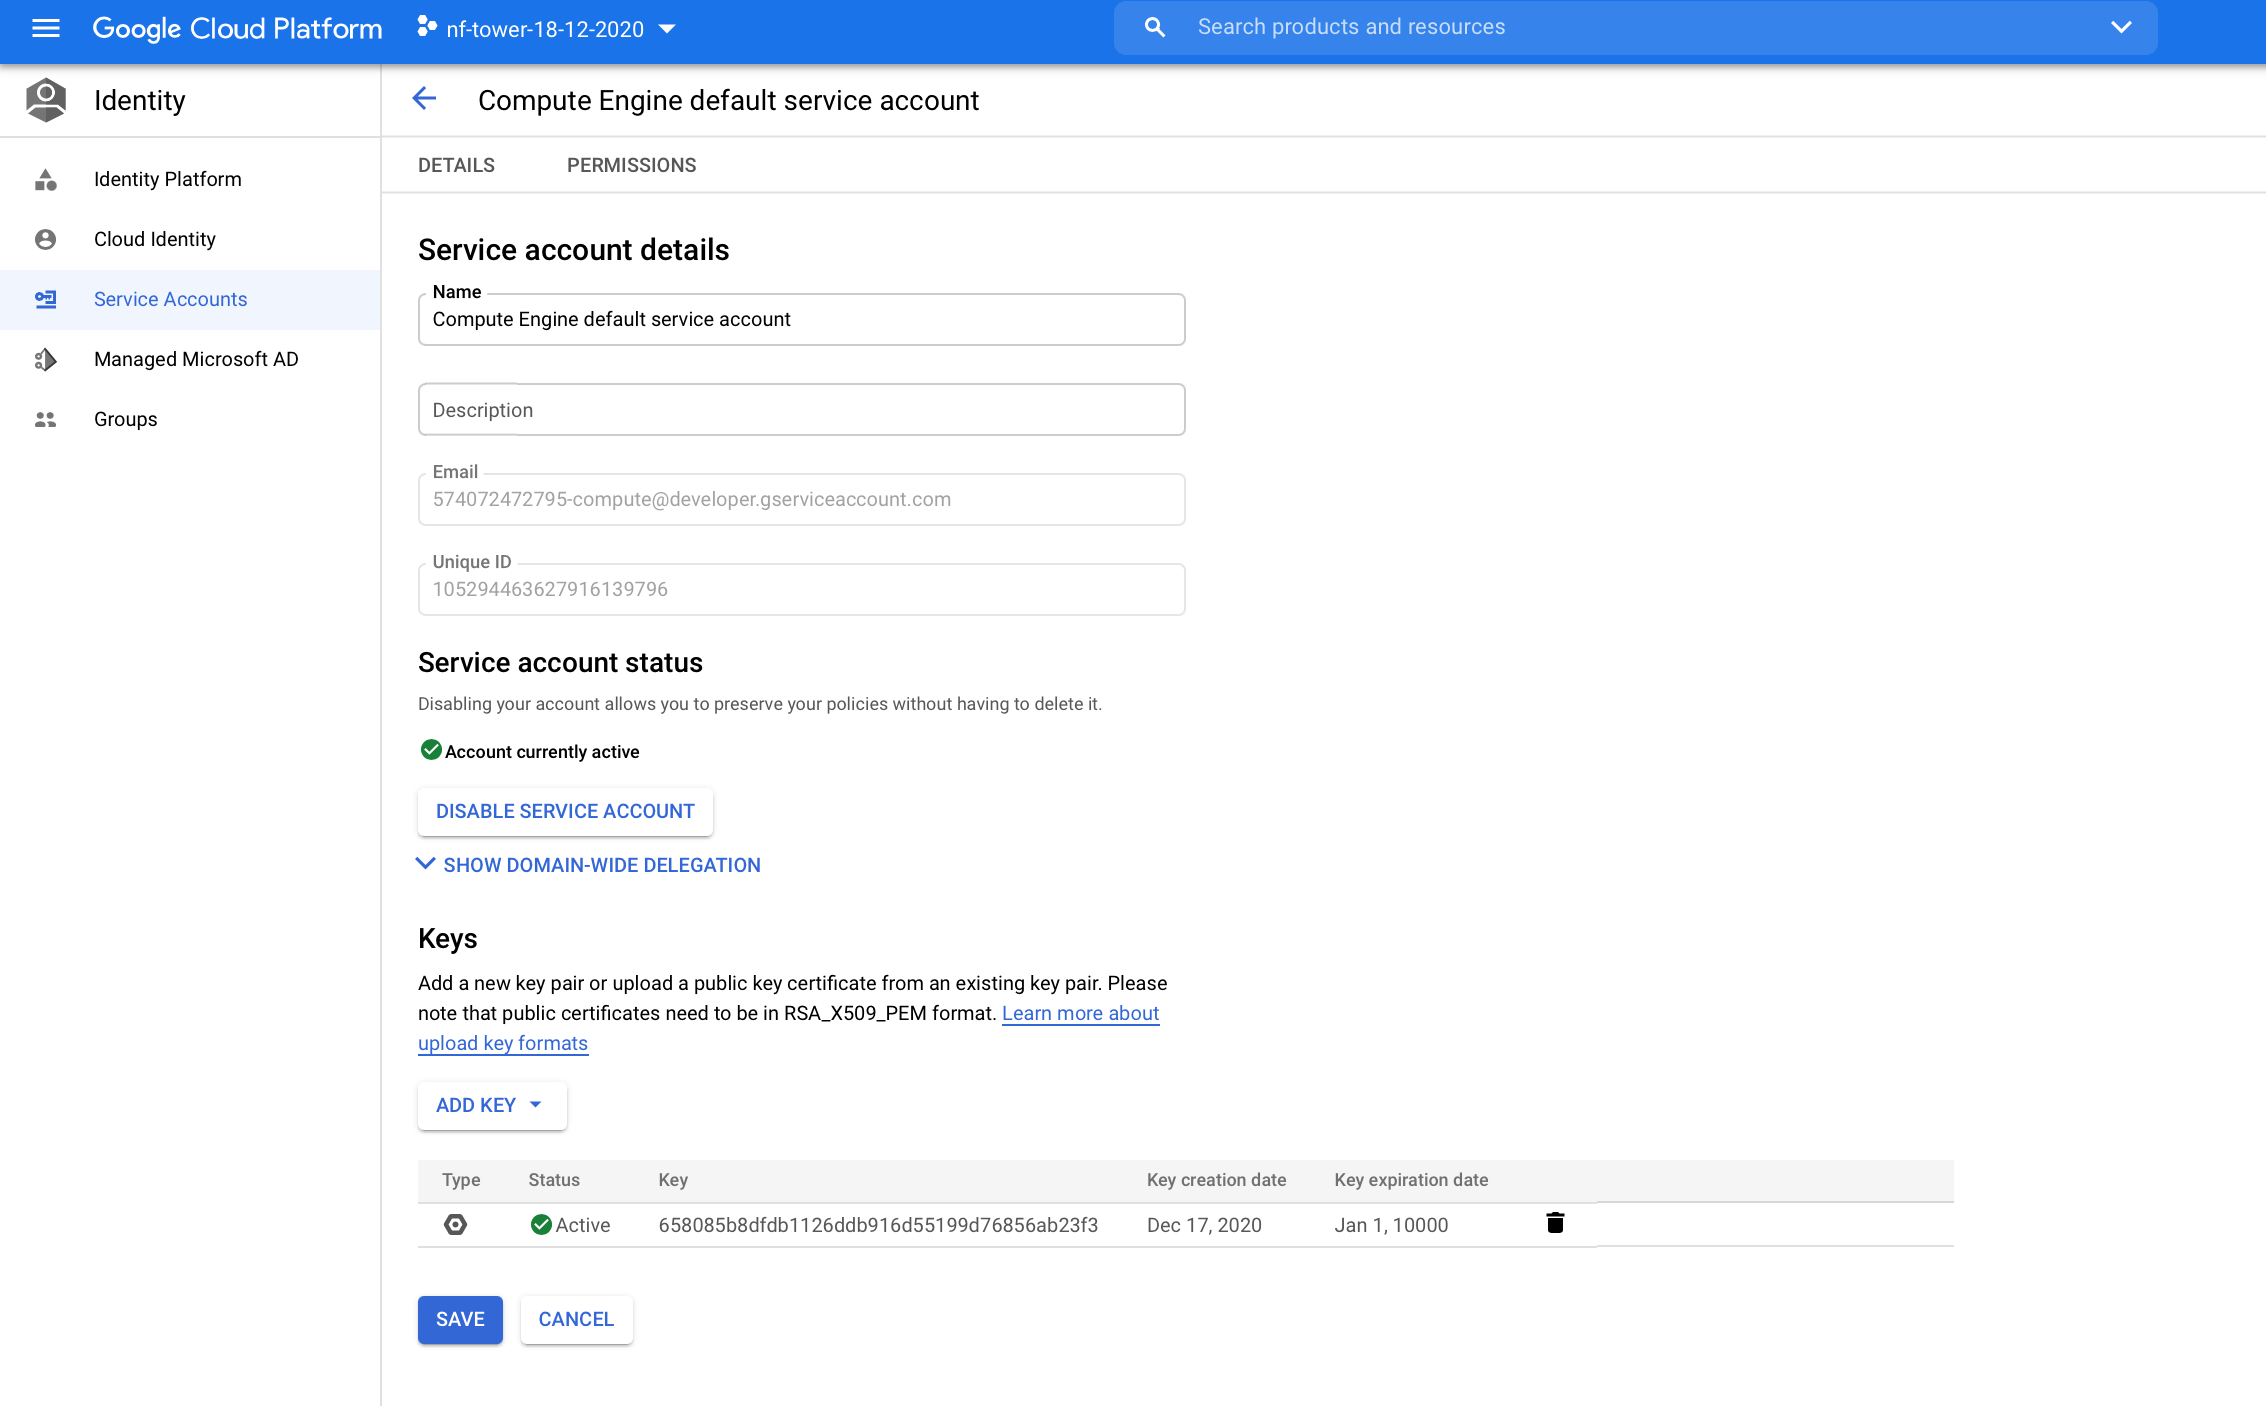 Google Cloud Platform
nf-tower-18-12-2020
Search products and resources
Identity
Compute Engine default service account
Identity Platform
Cloud Identity
Service Accounts
Managed Microsoft AD
Groups
DETAILS
PERMISSIONS
Service account details
Name
Compute Engine default service account
Description
Email
574072472795-compute@developer.gserviceaccount.com
Unique ID
105294463627916139796
Service account status
Disabling your account allows you to preserve your policies without having to delete it.
Account currently active
DISABLE SERVICE ACCOUNT
SHOW DOMAIN-WIDE DELEGATION
Keys
Add a new key pair or upload a public key certificate from an existing key pair. Please
note that public certificates need to be in RSA_X509_PEM format. Learn more about
upload key formats
ADD KEY
Type Status Key Key creation date Key expiration date
Active 658085b8dfdb1126ddb916d55199d76856ab23f3 Dec 17, 2020 Jan 1, 10000
SAVE CANCEL